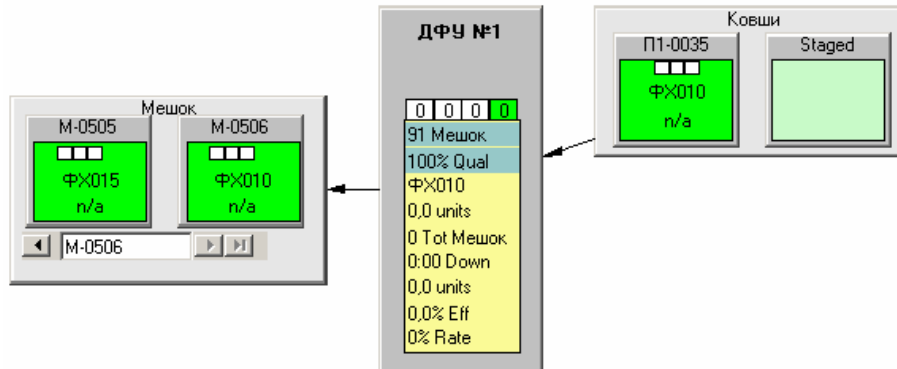 Мешок
М-0505
ФХ015
n/a
М-0506
ФХ010
n/a
М-0506
ДФУ №1
0 0 0 0
91 Мешок
100% Qual
ФХ010
0,0 units
0 Tot Мешок
0:00 Down
0,0 units
0,0% Eff
0% Rate
Ковши
П1-0035
ФХ010
n/a
Staged